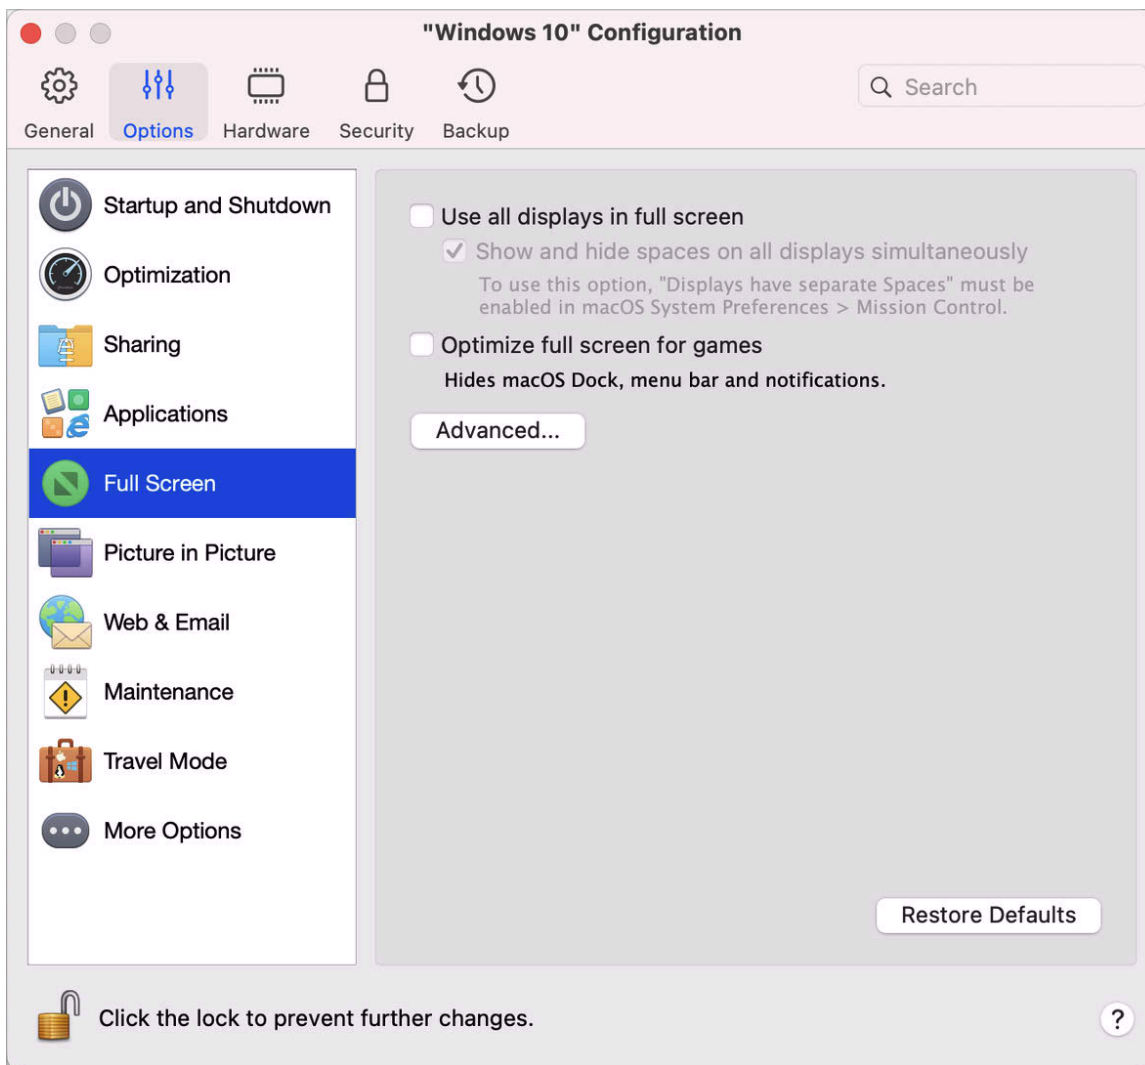 "Windows 10" Configuration
General
Options
Hardware
Security
Backup
Search
Startup and Shutdown
Optimization
Sharing
Applications
Full Screen
Picture in Picture
Web & Email
Maintenance
Travel Mode
More Options
Use all displays in full screen
Show and hide spaces on all displays simultaneously
To use this option, "Displays have separate Spaces" must be
enabled in macOS System Preferences > Mission Control.
Optimize full screen for games
Hides macOS Dock, menu bar and notifications.
Advanced...
Restore Defaults
Click the lock to prevent further changes.
?